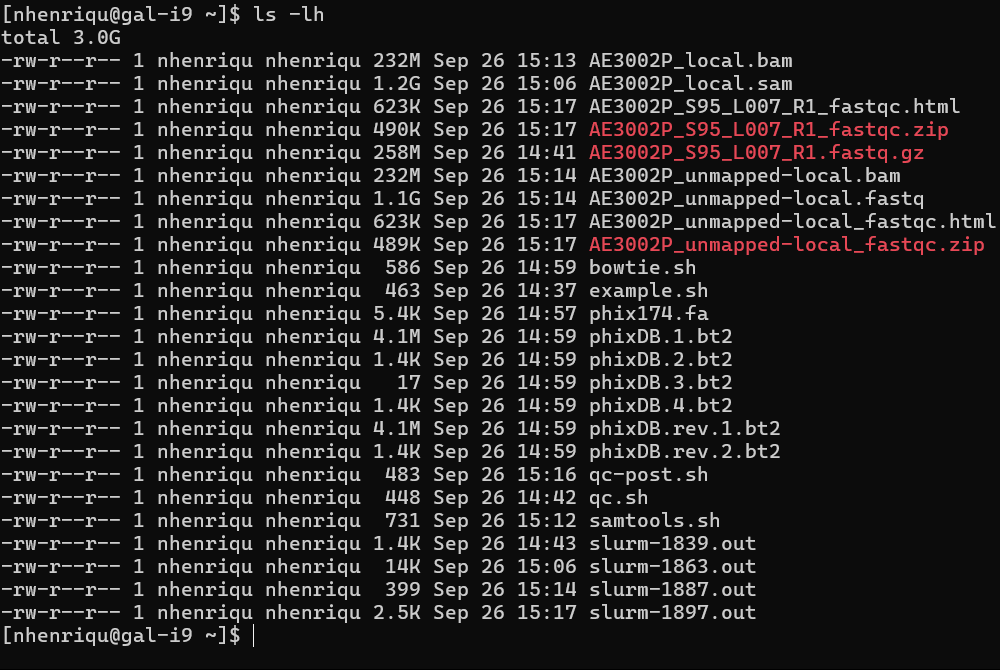 [nhenriqu@gal-i9 ~]$ ls -lh
total 3.0G
-rw-r--r-- 1 nhenriqu nhenriqu 232M Sep 26 15:13 AE3002P_local.bam
-rw-r--r-- 1 nhenriqu nhenriqu 1.2G Sep 26 15:06 AE3002P_local.sam
-rw-r--r-- 1 nhenriqu nhenriqu 623K Sep 26 15:17 AE3002P_S95_L007_R1_fastqc.html
-rw-r--r-- 1 nhenriqu nhenriqu 490K Sep 26 15:17 AE3002P_S95_L007_R1_fastqc.zip
-rw-r--r-- 1 nhenriqu nhenriqu 258M Sep 26 14:41 AE3002P_S95_L007_R1.fastq.gz
-rw-r--r-- 1 nhenriqu nhenriqu 232M Sep 26 15:14 AE3002P_unmapped-local.bam
-rw-r--r-- 1 nhenriqu nhenriqu 1.1G Sep 26 15:14 AE3002P_unmapped-local.fastq
-rw-r--r-- 1 nhenriqu nhenriqu 623K Sep 26 15:17 AE3002P_unmapped-local_fastqc.html
-rw-r--r-- 1 nhenriqu nhenriqu 489K Sep 26 15:17 AE3002P_unmapped-local_fastqc.zip
-rw-r--r-- 1 nhenriqu nhenriqu  586 Sep 26 14:59 bowtie.sh
-rw-r--r-- 1 nhenriqu nhenriqu  463 Sep 26 14:37 example.sh
-rw-r--r-- 1 nhenriqu nhenriqu 5.4K Sep 26 14:57 phix174.fa
-rw-r--r-- 1 nhenriqu nhenriqu 4.1M Sep 26 14:59 phixDB.1.bt2
-rw-r--r-- 1 nhenriqu nhenriqu 1.4K Sep 26 14:59 phixDB.2.bt2
-rw-r--r-- 1 nhenriqu nhenriqu   17 Sep 26 14:59 phixDB.3.bt2
-rw-r--r-- 1 nhenriqu nhenriqu 1.4K Sep 26 14:59 phixDB.4.bt2
-rw-r--r-- 1 nhenriqu nhenriqu 4.1M Sep 26 14:59 phixDB.rev.1.bt2
-rw-r--r-- 1 nhenriqu nhenriqu 1.4K Sep 26 14:59 phixDB.rev.2.bt2
-rw-r--r-- 1 nhenriqu nhenriqu  483 Sep 26 15:16 qc-post.sh
-rw-r--r-- 1 nhenriqu nhenriqu  448 Sep 26 14:42 qc.sh
-rw-r--r-- 1 nhenriqu nhenriqu  731 Sep 26 15:12 samtools.sh
-rw-r--r-- 1 nhenriqu nhenriqu 1.4K Sep 26 14:43 slurm-1839.out
-rw-r--r-- 1 nhenriqu nhenriqu  14K Sep 26 15:06 slurm-1863.out
-rw-r--r-- 1 nhenriqu nhenriqu  399 Sep 26 15:14 slurm-1887.out
-rw-r--r-- 1 nhenriqu nhenriqu 2.5K Sep 26 15:17 slurm-1897.out
[nhenriqu@gal-i9 ~]$